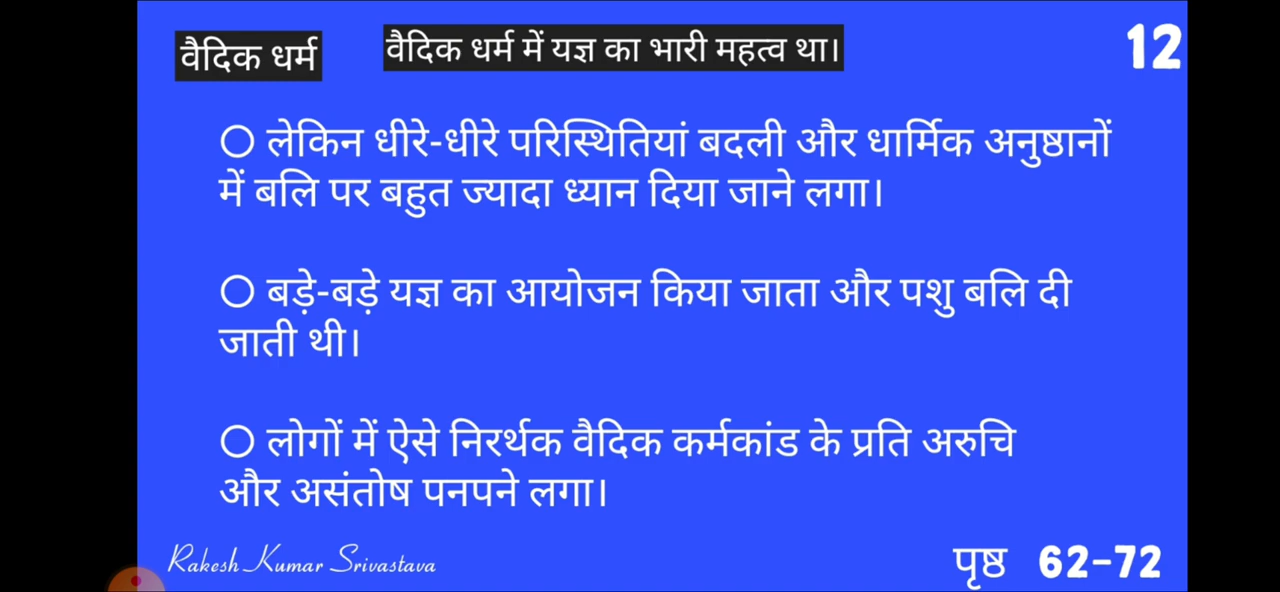 वैदिक धर्म
वैदिक धर्म में यज्ञ का भारी महत्व था।
12
○ लेकिन धीरे-धीरे परिस्थितियां बदली और धार्मिक अनुष्ठानों
में बलि पर बहुत ज्यादा ध्यान दिया जाने लगा।
○ बड़े-बड़े यज्ञ का आयोजन किया जाता और पशु बलि दी
जाती थी।
○ लोगों में ऐसे निरर्थक वैदिक कर्मकांड के प्रति अरुचि
और असंतोष पनपने लगा।
Rakesh Kumar Srivastava
पृष्ठ 62-72